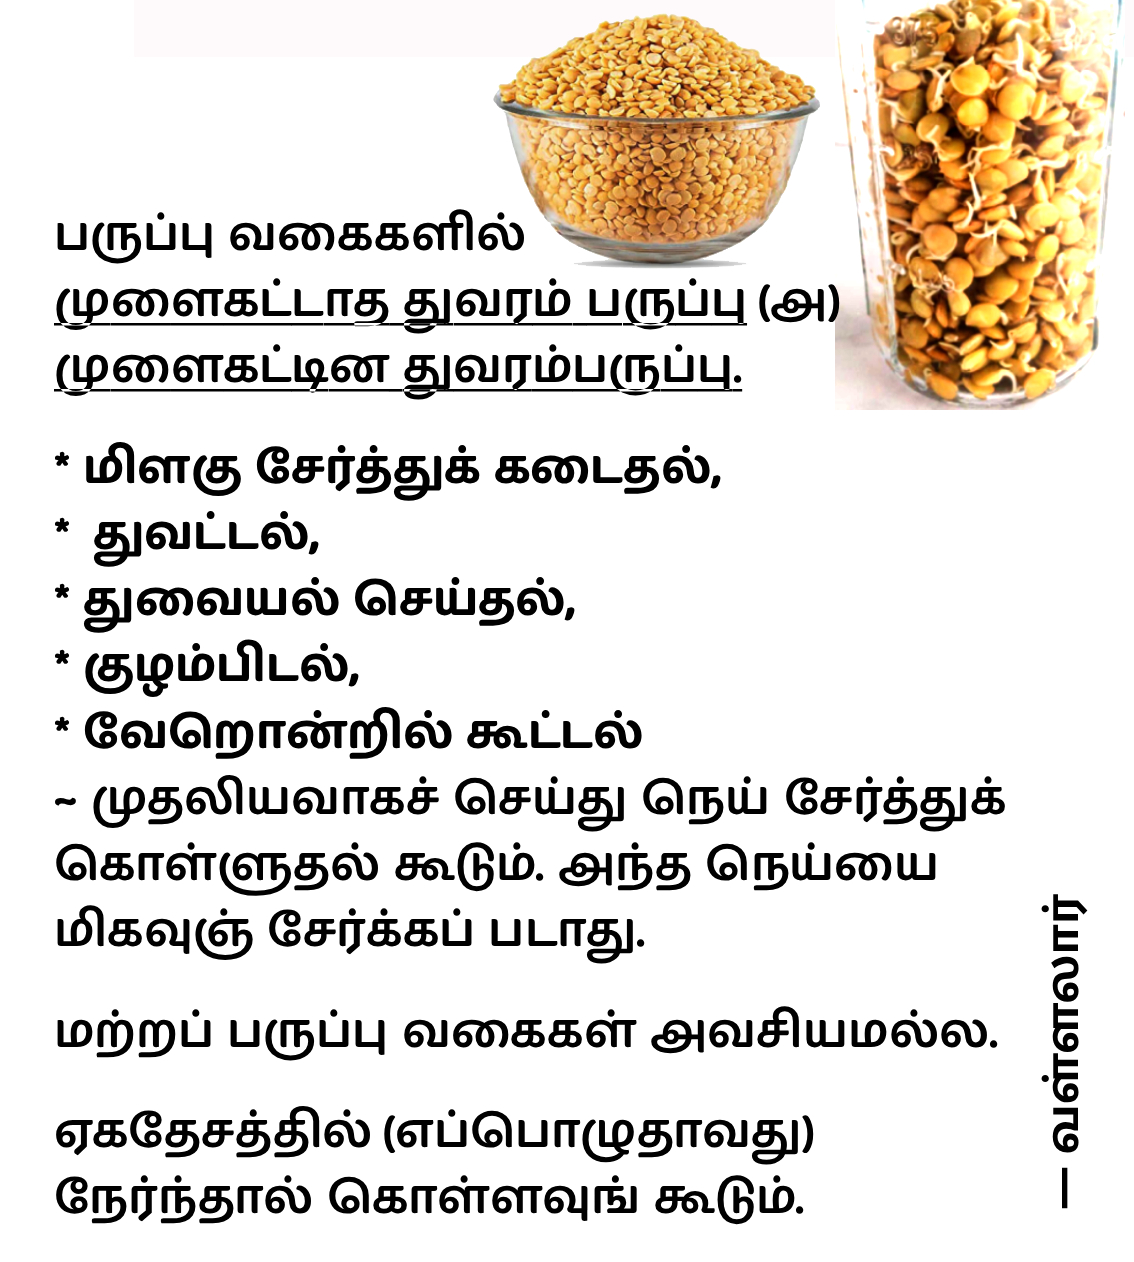 பருப்பு வகைகளில்
முளைகட்டாத துவரம் பருப்பு (அ)
முளைகட்டின துவரம்பருப்பு.
* மிளகு சேர்த்துக் கடைதல்,
* துவட்டல்,
* துவையல் செய்தல்,
* குழம்பிடல்,
* வேறொன்றில் கூட்டல்
~ முதலியவாகச் செய்து நெய் சேர்த்துக்
கொள்ளுதல் கூடும். அந்த நெய்யை
மிகவுஞ் சேர்க்கப் படாது.
மற்றப் பருப்பு வகைகள் அவசியமல்ல.
ஏகதேசத்தில் (எப்பொழுதாவது)
நேர்ந்தால் கொள்ளவுங் கூடும்.
— வள்ளலார்